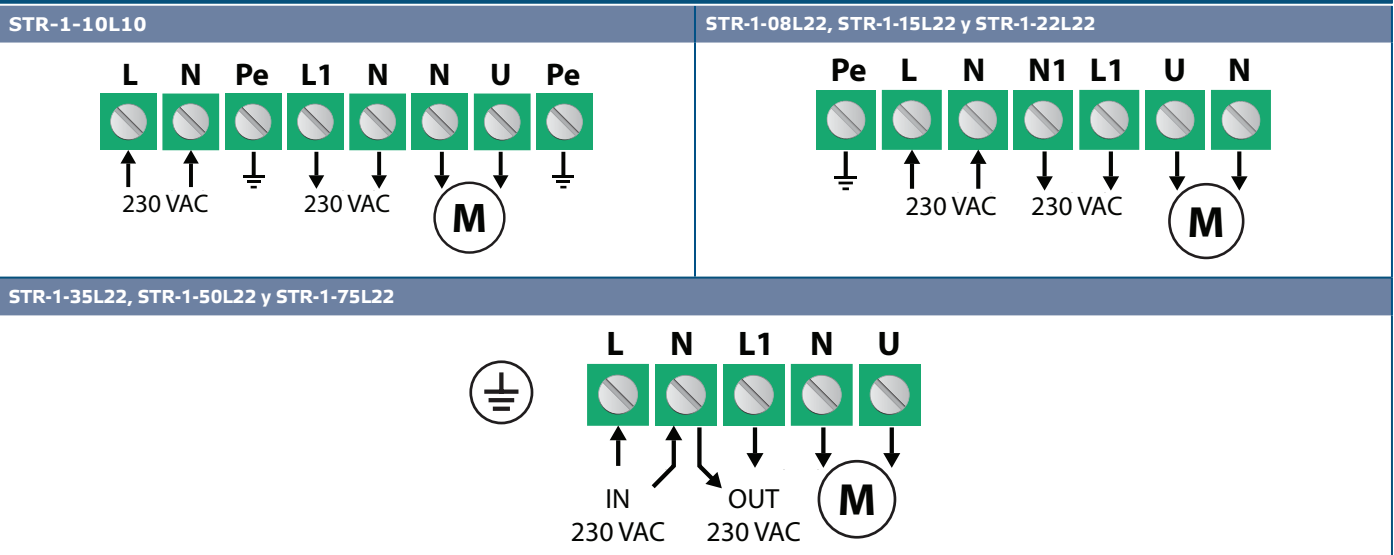 STR-1-10L10
L N Pe L1 N N U Pe
230 VAC 230 VAC
M
STR-1-08L22, STR-1-15L22 y STR-1-22L22
Pe L N N1 L1 U N
230 VAC 230 VAC
M
STR-1-35L22, STR-1-50L22 y STR-1-75L22
L N L1 N U
IN OUT
230 VAC 230 VAC
M